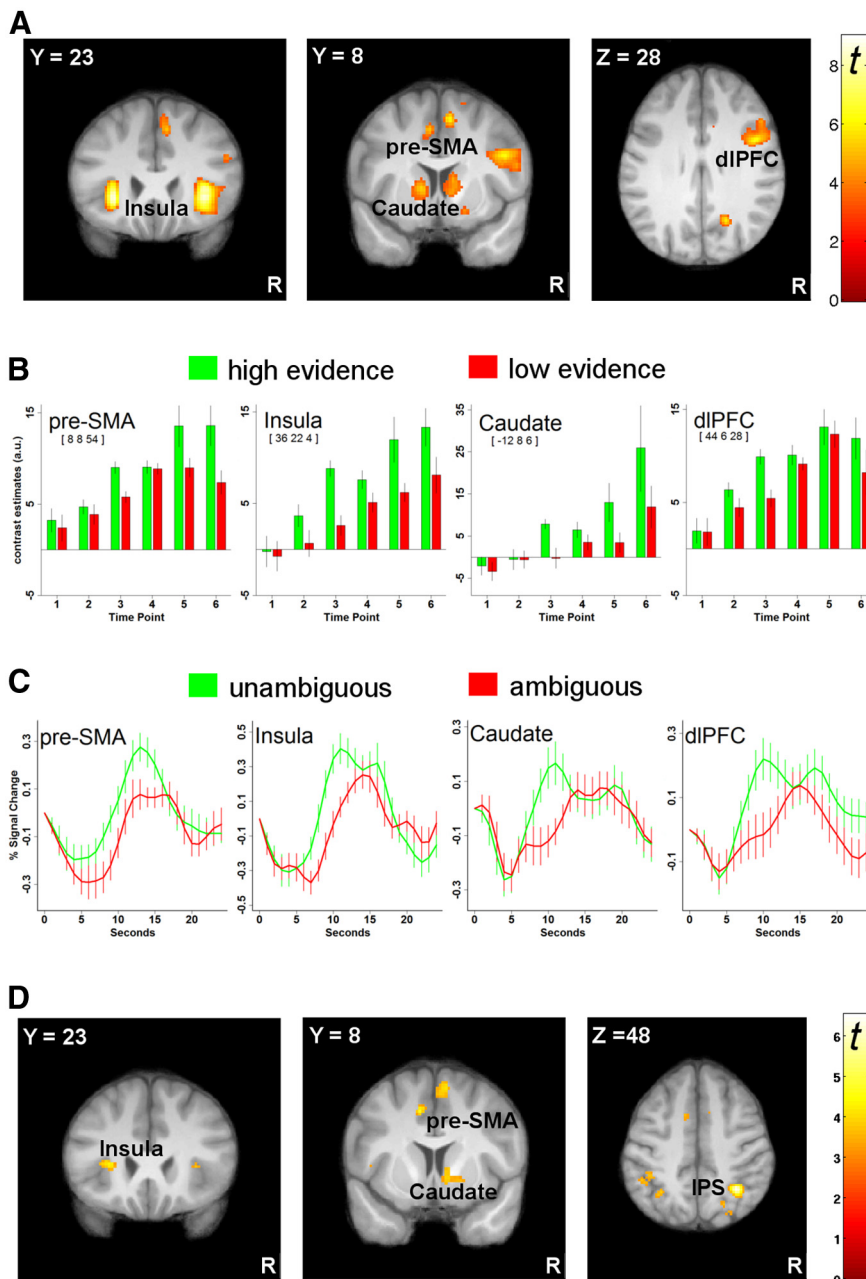 A
Y = 23
Y = 8
Z = 28
t
8
6
4
2
0
Insula
pre-SMA
Caudate
dlPFC
R
R
R
B
high evidence
low evidence
pre-SMA
[ 8 8 54 ]
Insula
[ 36 22 4 ]
Caudate
[ -12 8 6 ]
dlPFC
[ 44 6 28 ]
contrast estimates (a.u.)
15
5
-5
15
5
-5
35
25
15
5
-5
15
5
-5
1 2 3 4 5 6
1 2 3 4 5 6
1 2 3 4 5 6
1 2 3 4 5 6
Time Point
Time Point
Time Point
Time Point
C
unambiguous
ambiguous
pre-SMA
Insula
Caudate
dlPFC
% Signal Change
0.3
0.1
-0.1
-0.3
0.5
0.3
0.1
-0.1
-0.3
-0.5
0.3
0.1
-0.1
-0.3
0.3
0.1
-0.1
0 5 10 15 20
0 5 10 15 20
0 5 10 15 20
0 5 10 15 20
Seconds
Seconds
Seconds
Seconds
D
Y = 23
Y = 8
Z =48
t
6
5
4
3
2
1
0
Insula
pre-SMA
Caudate
IPS
R
R
R